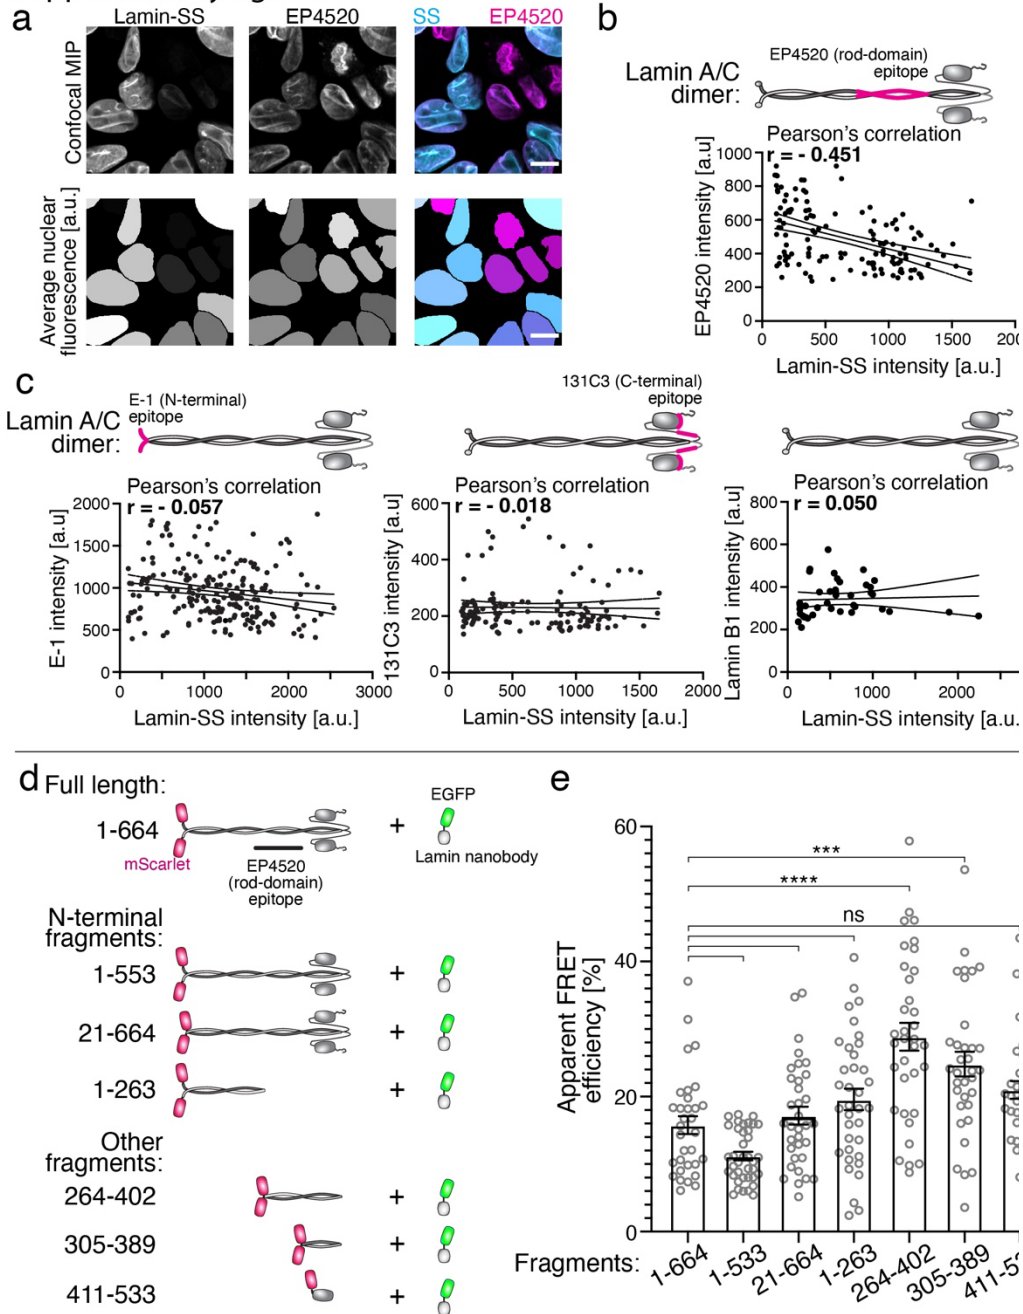 a
Lamin-SS
EP4520
SS
EP4520
Confocal MIP
Average nuclear
fluorescence [a.u.]
b
EP4520 (rod-domain)
epitope
Lamin A/C
dimer:
Pearson's correlation
r = - 0.451
EP4520 intensity [a.u]
1000
800
600
400
200
0
0
500
1000
1500
Lamin-SS intensity [a.u.]
c
E-1 (N-terminal)
epitope
131C3 (C-terminal)
epitope
Lamin A/C
dimer:
Pearson's correlation
r = - 0.057
E-1 intensity [a.u]
2000
1500
1000
500
0
0
1000
2000
3000
Lamin-SS intensity [a.u.]
Pearson's correlation
r = - 0.018
131C3 intensity [a.u]
600
400
200
0
0
500
1000
1500
2000
Lamin-SS intensity [a.u.]
Pearson's correlation
r = 0.050
Lamin B1 intensity [a.u]
800
600
400
200
0
0
1000
2000
Lamin-SS intensity [a.u.]
d
Full length:
1-664
mScarlet
EP4520
(rod-domain)
epitope
+
EGFP
Lamin nanobody
N-terminal
fragments:
1-553
+
21-664
+
1-263
+
Other
fragments:
264-402
+
305-389
+
411-533
+
e
Apparent FRET
efficiency [%]
60
40
20
0
***
****
ns
Fragments:
1-664
1-533
21-664
1-263
264-402
305-389